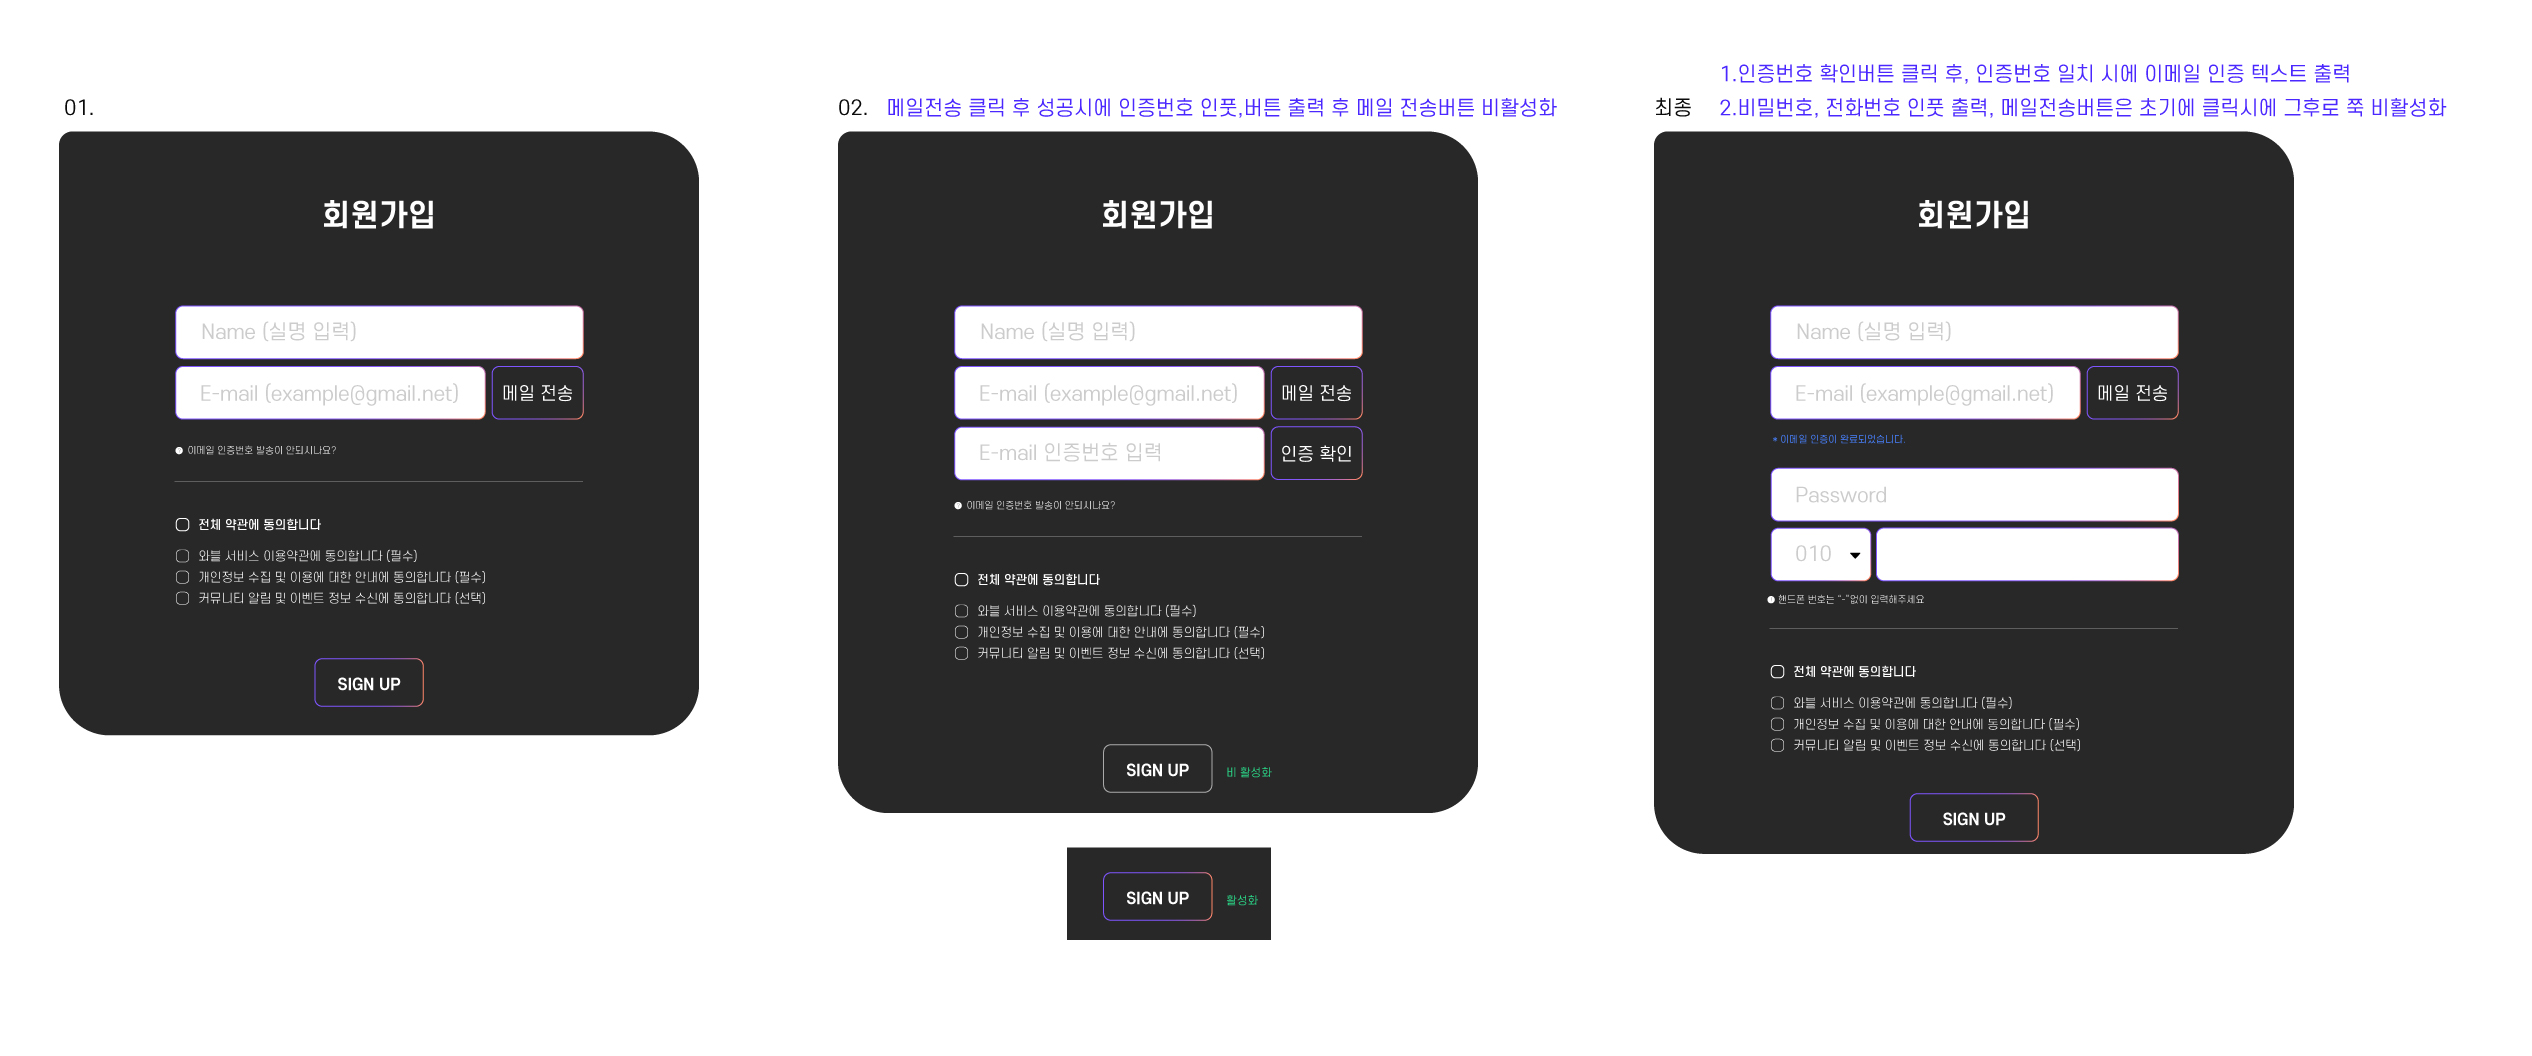 01.
회원가입
Name (실명 입력)
E-mail (example@gmail.net)
메일 전송
이메일 인증번호 발송이 안되시나요?
전체 약관에 동의합니다
와블 서비스 이용약관에 동의합니다 (필수)
개인정보 수집 및 이용에 대한 안내에 동의합니다 (필수)
커뮤니티 알림 및 이벤트 정보 수신에 동의합니다 (선택)
SIGN UP
02. 메일전송 클릭 후 성공시에 인증번호 인풋,버튼 출력 후 메일 전송버튼 비활성화
회원가입
Name (실명 입력)
E-mail (example@gmail.net)
메일 전송
E-mail 인증번호 입력
인증 확인
이메일 인증번호 발송이 안되시나요?
전체 약관에 동의합니다
와블 서비스 이용약관에 동의합니다 (필수)
개인정보 수집 및 이용에 대한 안내에 동의합니다 (필수)
커뮤니티 알림 및 이벤트 정보 수신에 동의합니다 (선택)
SIGN UP
비 활성화
SIGN UP
활성화
1.인증번호 확인버튼 클릭 후, 인증번호 일치 시에 이메일 인증 텍스트 출력
최종 2.비밀번호, 전화번호 인풋 출력, 메일전송버튼은 초기에 클릭시에 그후로 쭉 비활성화
회원가입
Name (실명 입력)
E-mail (example@gmail.net)
메일 전송
* 이메일 인증이 완료되었습니다.
Password
010
핸드폰 번호는 "-"없이 입력해주세요
전체 약관에 동의합니다
와블 서비스 이용약관에 동의합니다 (필수)
개인정보 수집 및 이용에 대한 안내에 동의합니다 (필수)
커뮤니티 알림 및 이벤트 정보 수신에 동의합니다 (선택)
SIGN UP